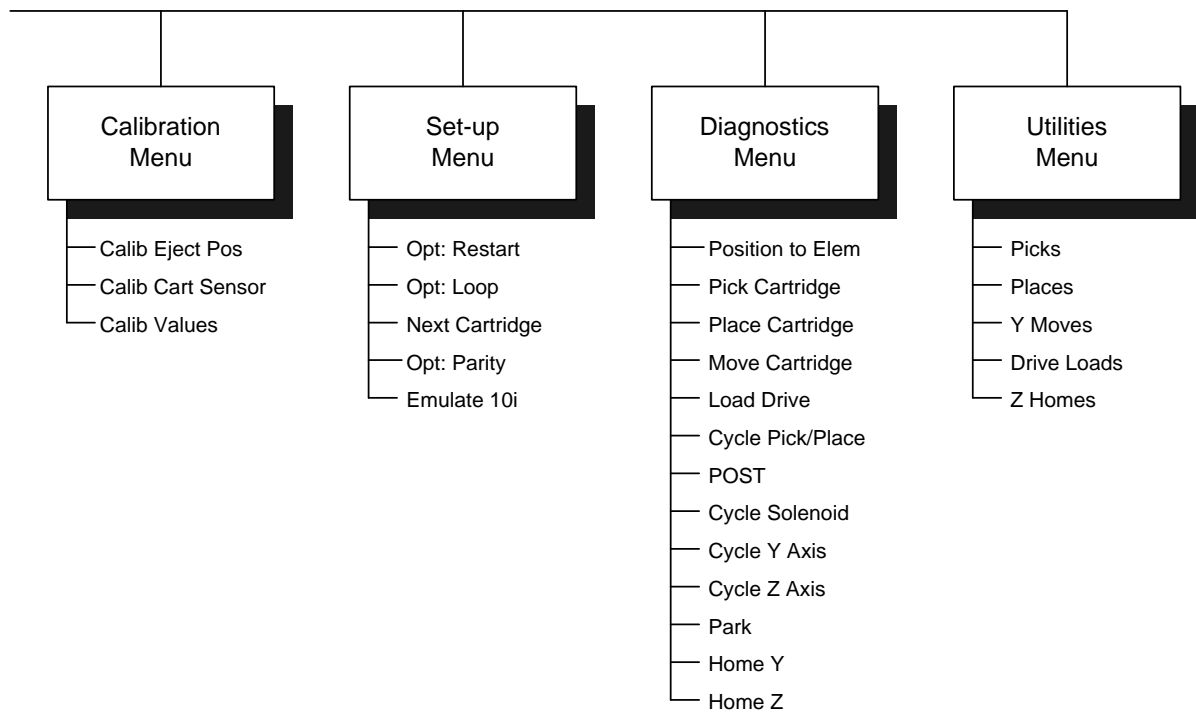 Calibration
Menu
Calib Eject Pos
Calib Cart Sensor
Calib Values
Set-up
Menu
Opt: Restart
Opt: Loop
Next Cartridge
Opt: Parity
Emulate 10i
Diagnostics
Menu
Position to Elem
Pick Cartridge
Place Cartridge
Move Cartridge
Load Drive
Cycle Pick/Place
POST
Cycle Solenoid
Cycle Y Axis
Cycle Z Axis
Park
Home Y
Home Z
Utilities
Menu
Picks
Places
Y Moves
Drive Loads
Z Homes